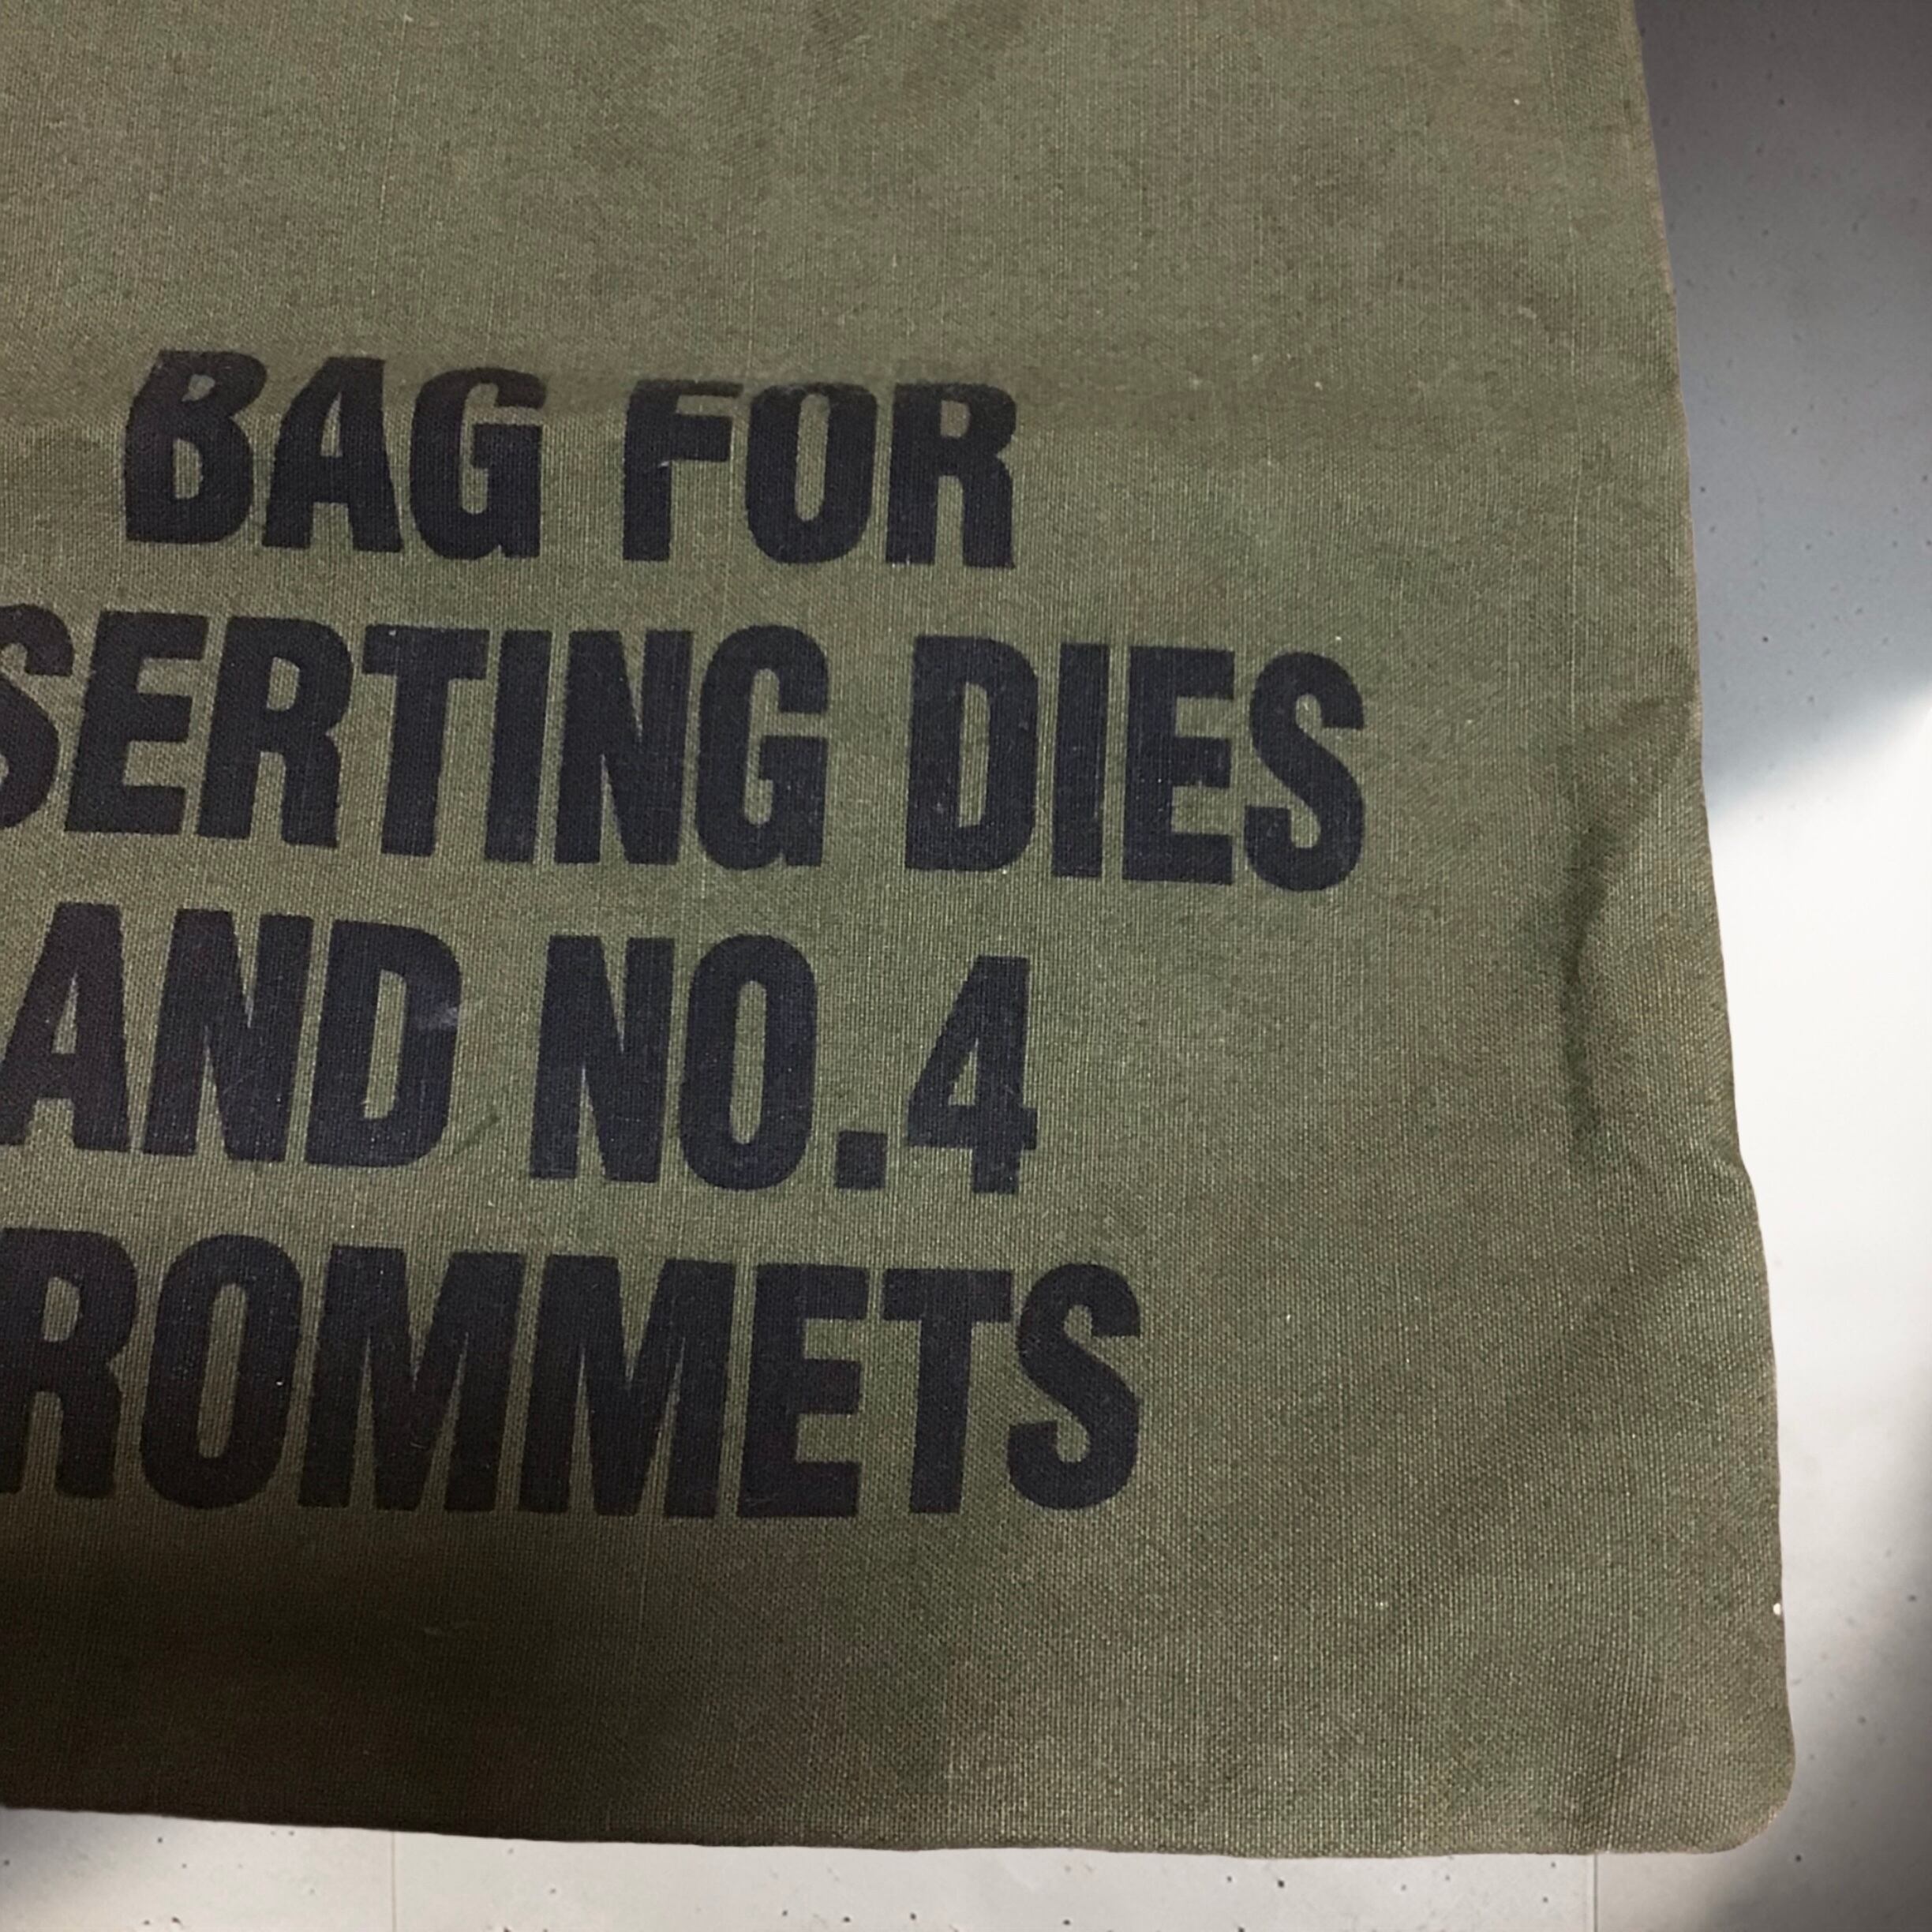 BAG FOR
SERTING DIES
AND NO.4
ROMMETS